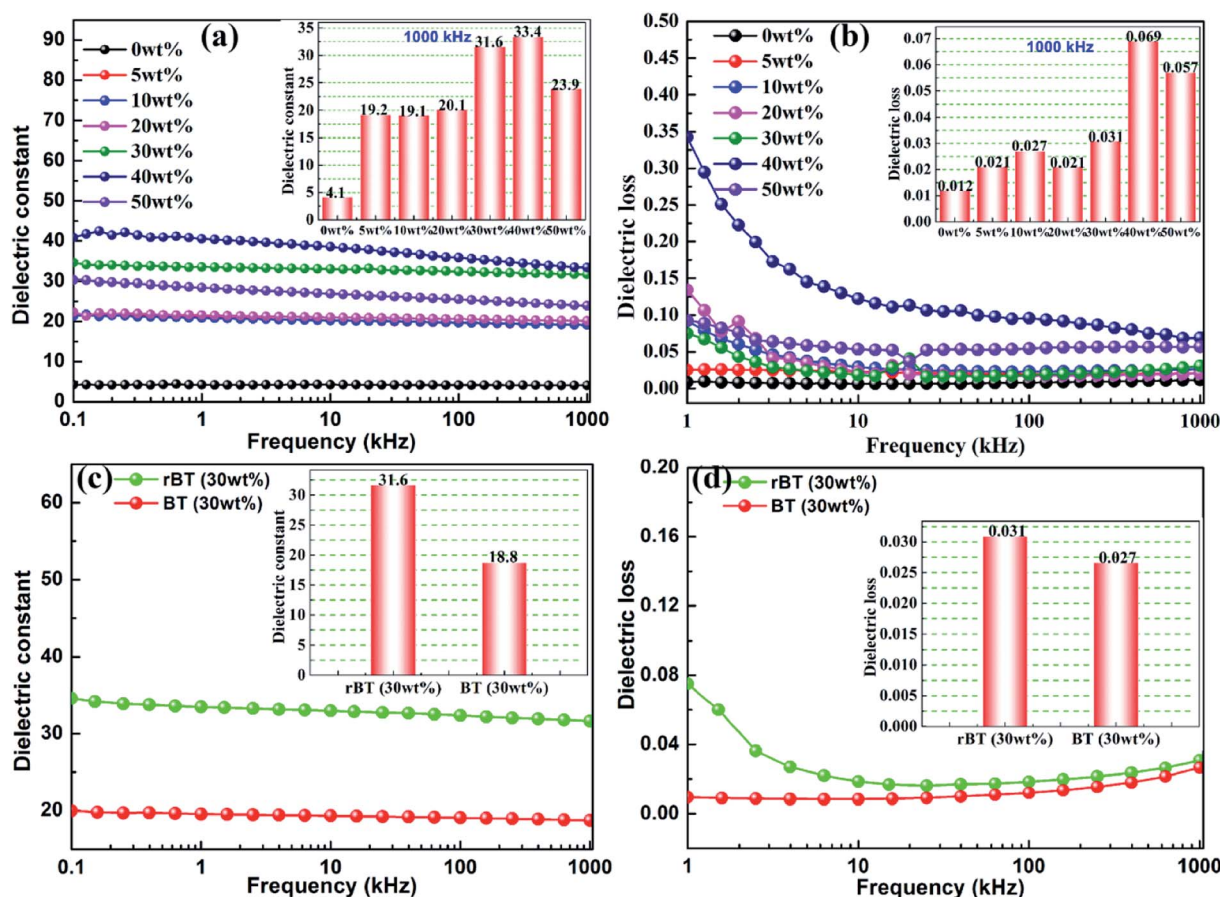 (a)
90
80
70
60
50
40
30
20
10
0
Dielectric constant
0wt%
5wt%
10wt%
20wt%
30wt%
40wt%
50wt%
0.1 1 10 100 1000
Frequency (kHz)
1000 kHz
35
30
25
20
15
10
5
0
Dielectric constant
4.1 19.2 19.1 20.1 31.6 33.4 23.9
0wt% 5wt% 10wt% 20wt% 30wt% 40wt% 50wt%
(b)
0.50
0.45
0.40
0.35
0.30
0.25
0.20
0.15
0.10
0.05
0.00
Dielectric loss
0wt%
5wt%
10wt%
20wt%
30wt%
40wt%
50wt%
1 10 100 1000
Frequency (kHz)
1000 kHz
0.07
0.06
0.05
0.04
0.03
0.02
0.01
0.00
Dielectric loss
0.012 0.021 0.027 0.021 0.031 0.069 0.057
0wt% 5wt% 10wt% 20wt% 30wt% 40wt% 50wt%
(c)
60
50
40
30
20
Dielectric constant
rBT (30wt%)
BT (30wt%)
0.1 1 10 100 1000
Frequency (kHz)
30
25
20
15
10
5
0
Dielectric constant
31.6 18.8
rBT (30wt%) BT (30wt%)
(d)
0.20
0.16
0.12
0.08
0.04
0.00
Dielectric loss
rBT (30wt%)
BT (30wt%)
1 10 100 1000
Frequency (kHz)
0.030
0.025
0.020
0.015
0.010
0.005
0.000
Dielectric loss
0.031 0.027
rBT (30wt%) BT (30wt%)